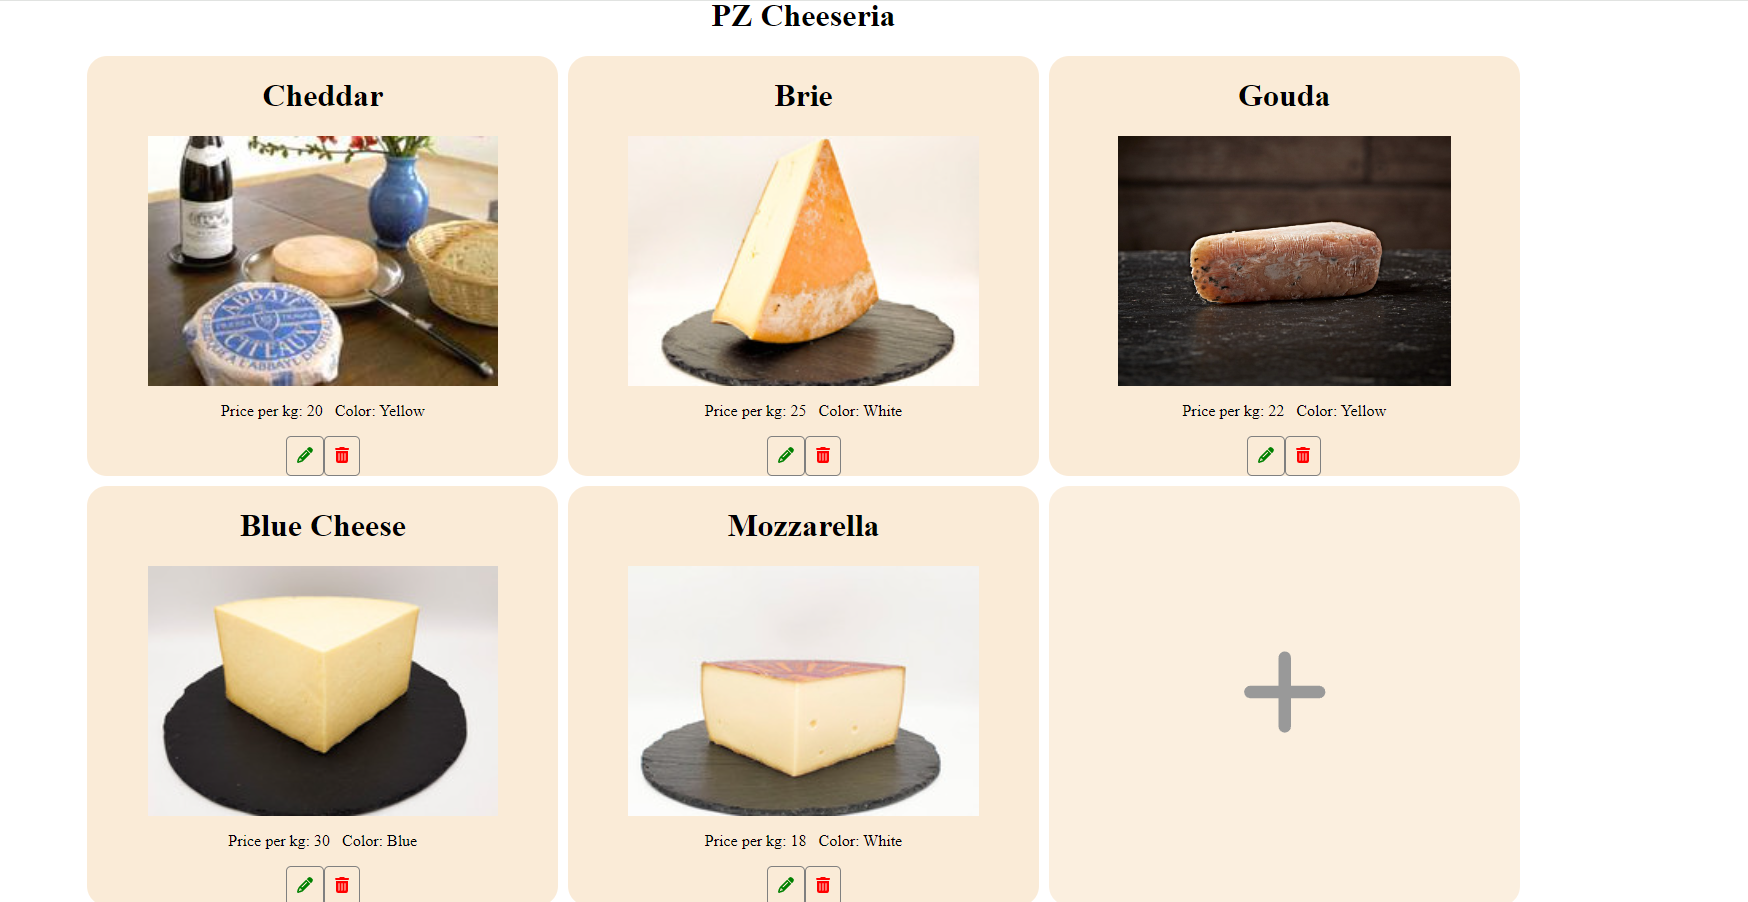 PZ Cheeseria
Cheddar
Brie
Gouda
ABBAYE
CITEAUX
Price per kg: 20 Color: Yellow
Price per kg: 25 Color: White
Price per kg: 22 Color: Yellow
Blue Cheese
Mozzarella
Price per kg: 30 Color: Blue
Price per kg: 18 Color: White